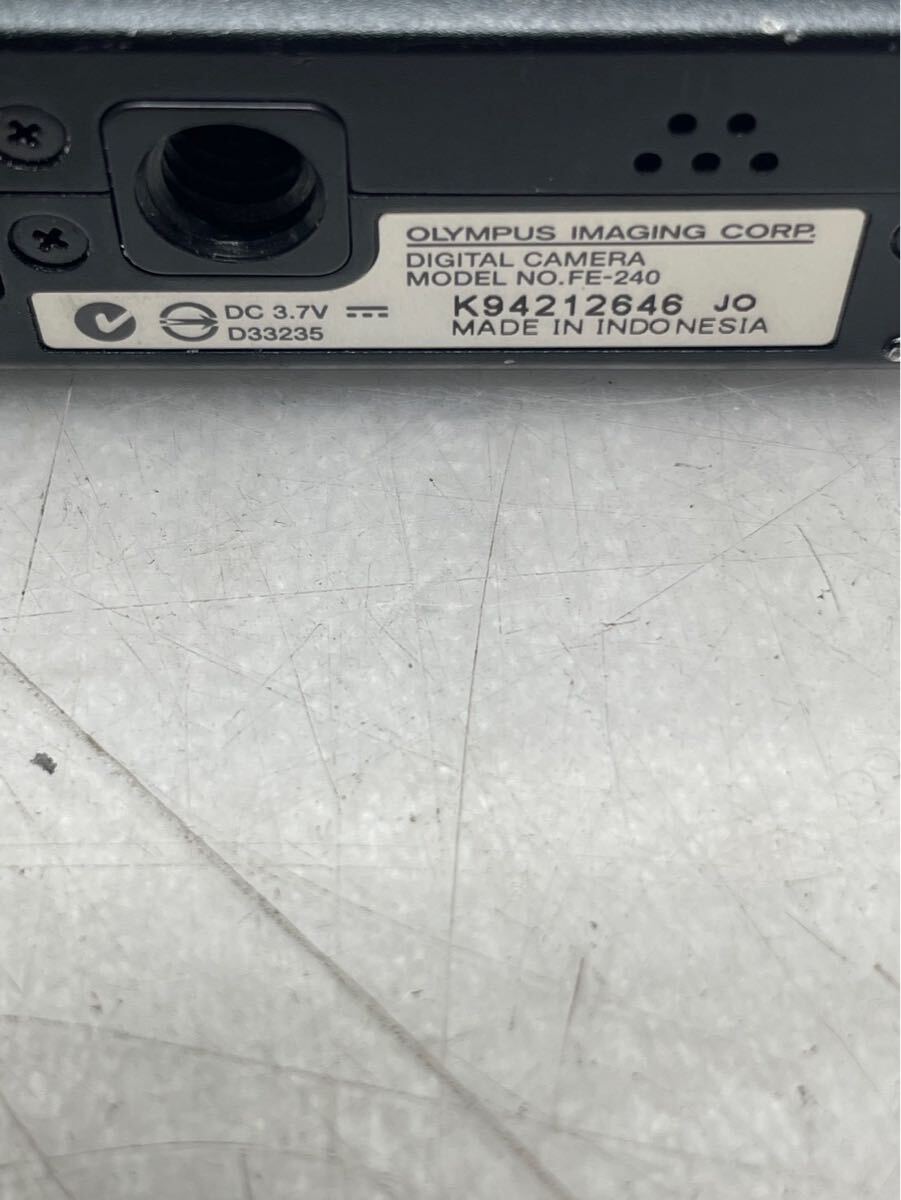 OLYMPUS IMAGING CORP.
DIGITAL CAMERA
MODEL NO.FE-240
K94212646 JO
MADE IN INDONESIA
DC 3.7V
D33235